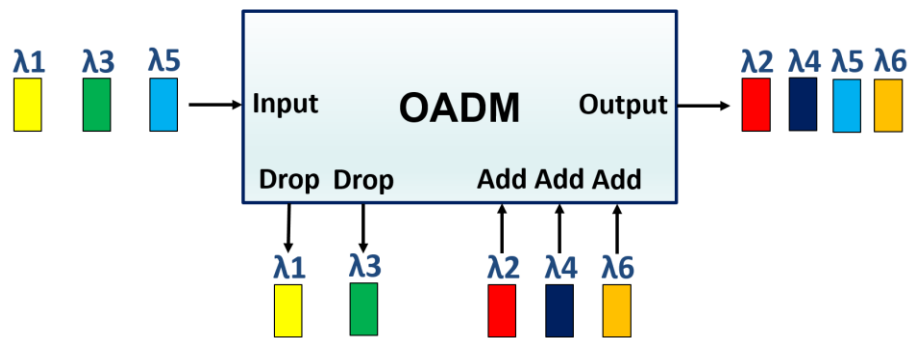 λ1 λ3 λ5
λ2 λ4 λ5 λ6
Input OADM Output
Drop Drop Add Add Add
λ1 λ3 λ2 λ4 λ6